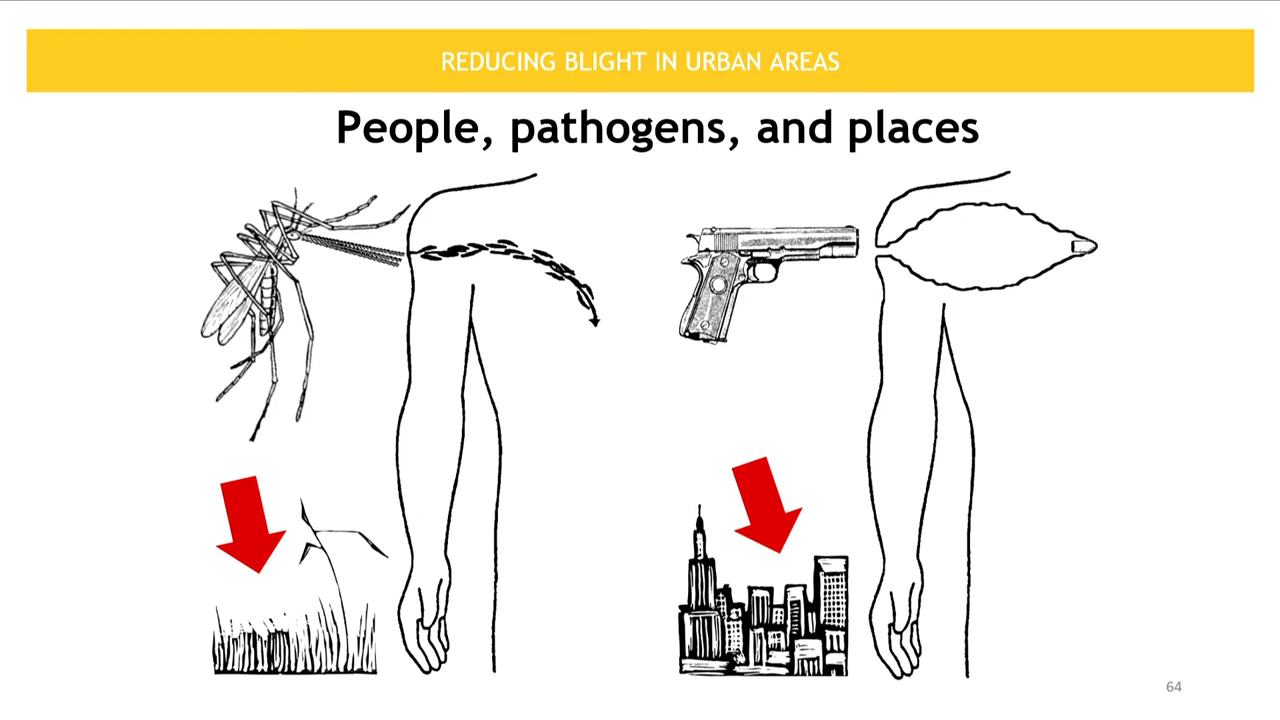 REDUCING BLIGHT IN URBAN AREAS
People, pathogens, and places
64